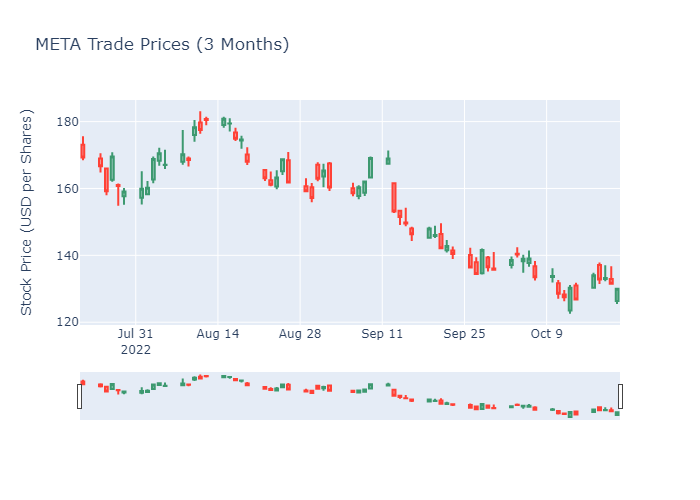 META Trade Prices (3 Months)
Stock Price (USD per Shares)
180
160
140
120
Jul 31
2022
Aug 14
Aug 28
Sep 11
Sep 25
Oct 9